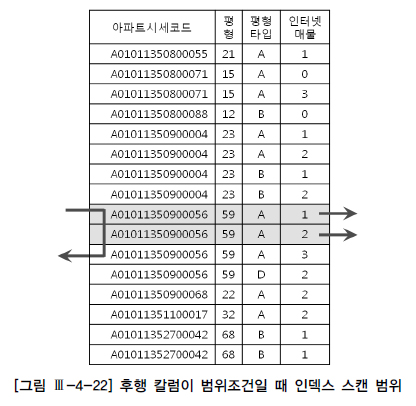 아파트시세코드 평형 평형타입 인터넷매물
A01011350800055 21 A 1
A01011350800071 15 A 0
A01011350800071 15 A 3
A01011350800088 12 B 0
A01011350900004 23 A 1
A01011350900004 23 A 2
A01011350900004 23 B 1
A01011350900004 23 B 2
A01011350900056 59 A 1
A01011350900056 59 A 2
A01011350900056 59 A 3
A01011350900056 59 D 2
A01011350900068 22 A 2
A01011351100017 32 A 2
A01011352700042 68 B 1
A01011352700042 68 B 1
[그림 Ⅲ-4-22] 후행 칼럼이 범위조건일 때 인덱스 스캔 범위